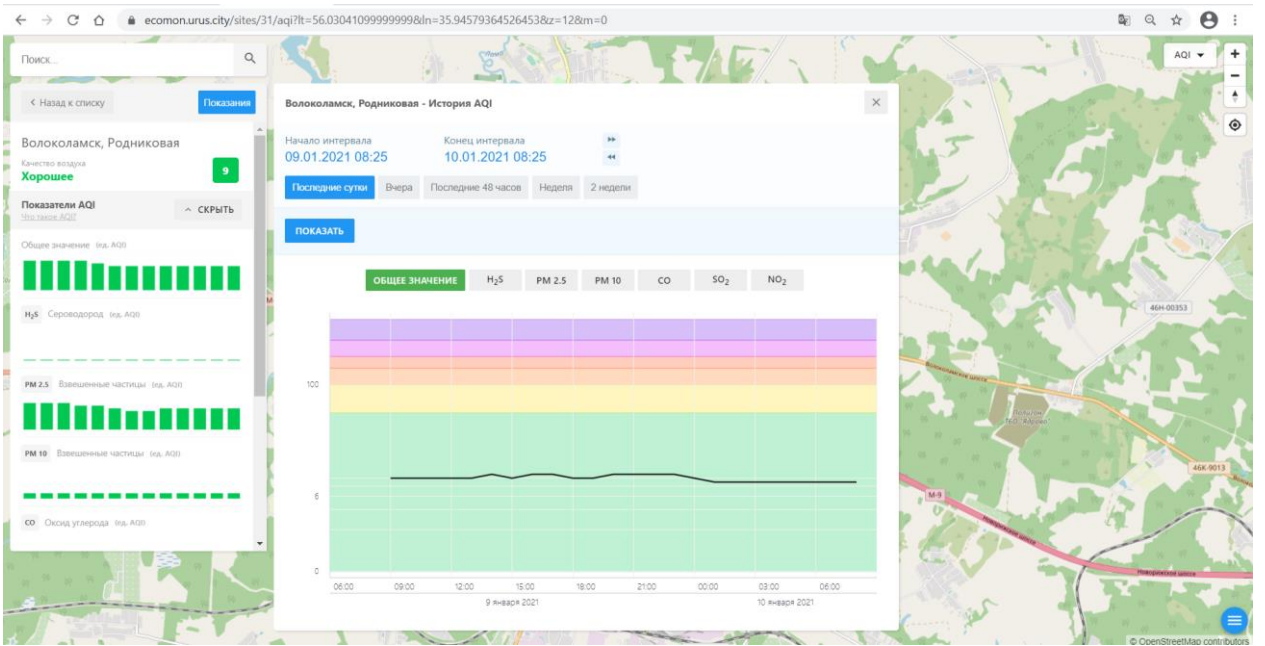 ecomon.urus.city/sites/31/aqi?lt=56.03041099999999&ln=35.94579364526453&z=12&m=0
Поиск...
AQI
< Назад к списку
Показания
Волоколамск, Родниковая - История AQI
Волоколамск, Родниковая
Качество воздуха
Хорошее
9
Начало интервала
Конец интервала
09.01.2021 08:25
10.01.2021 08:25
Последние сутки
Вчера
Последние 48 часов
Неделя
2 недели
Показатели AQI
Что такое AQI?
СКРЫТЬ
ПОКАЗАТЬ
Общее значение (ед. AQI)
ОБЩЕЕ ЗНАЧЕНИЕ
H₂S
PM 2.5
PM 10
CO
SO₂
NO₂
H₂S Сероводород (ед. AQI)
PM 2.5 Взвешенные частицы (ед. AQI)
PM 10 Взвешенные частицы (ед. AQI)
CO Оксид углерода (ед. AQI)
100
6
0
06:00
09:00
12:00
15:00
18:00
21:00
00:00
03:00
06:00
9 января 2021
10 января 2021
46Н-00353
Волоколамское шоссе
46К-9013
М-9
Новорижское шоссе
Новорижское шоссе
© OpenStreetMap contributors